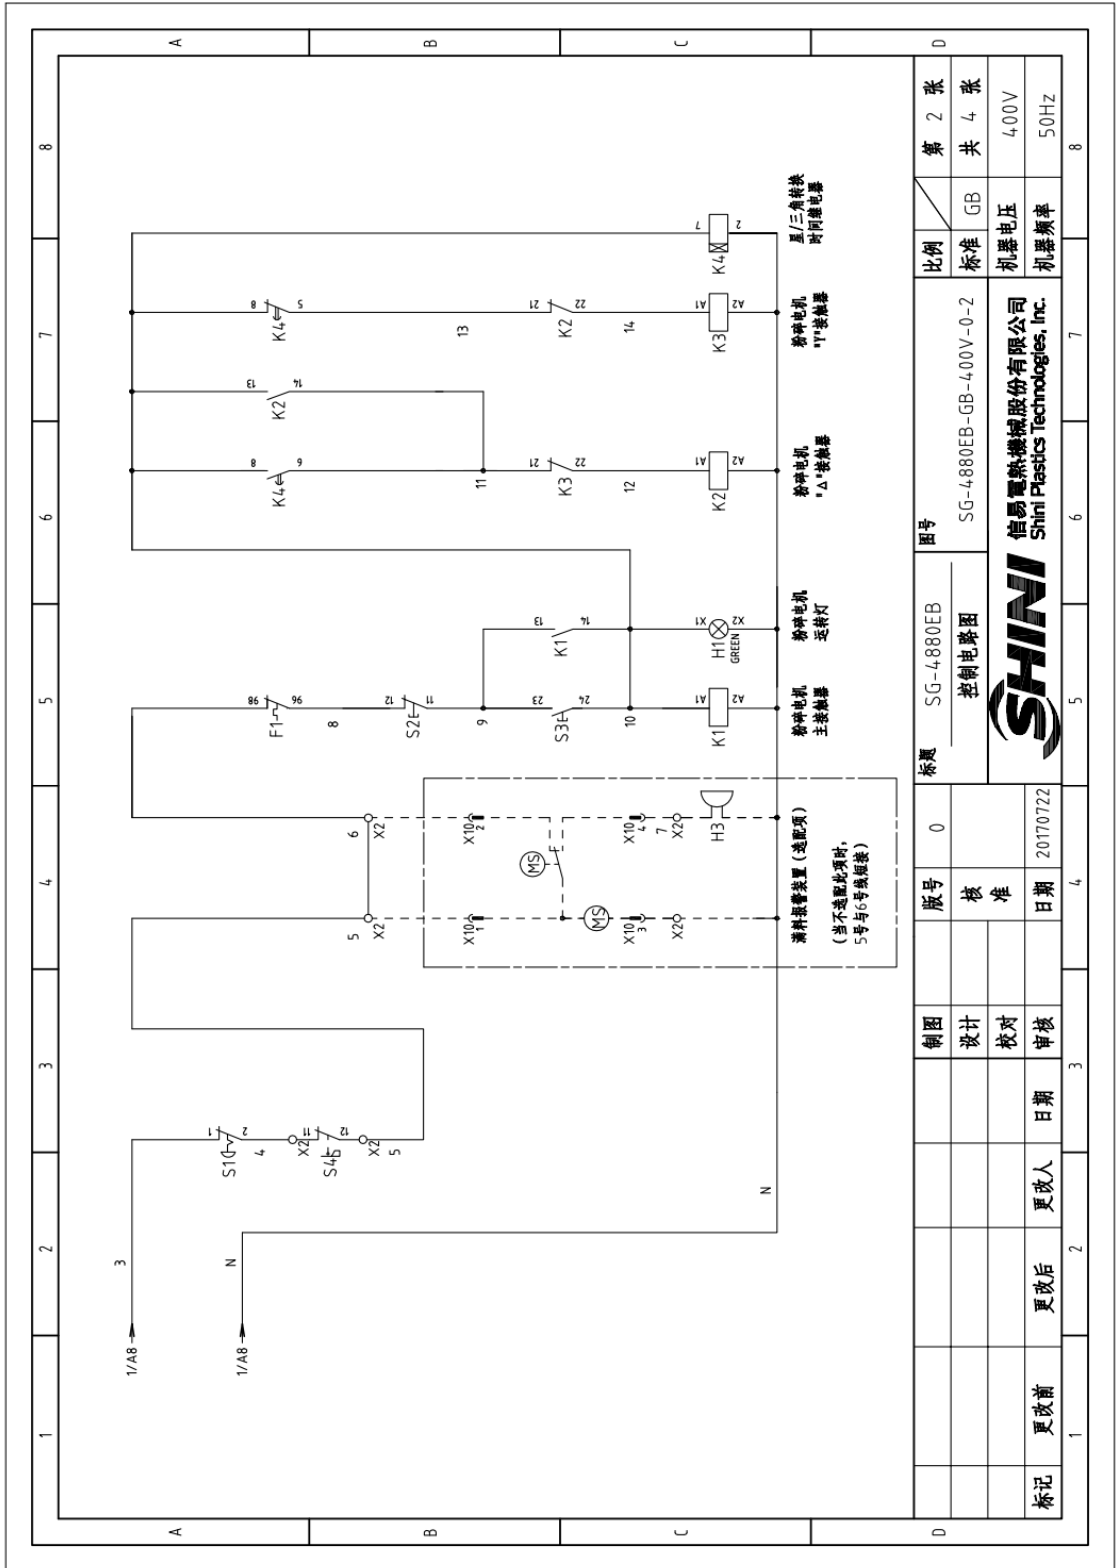 1
2
3
4
5
6
7
8
A
B
C
D
A
B
C
D
1/A8
3
1/A8
N
N
S1
1
2
4
X2
S4
11
12
X2
5
5
X2
6
X2
X10
1
X10
2
MS
MS
X10
3
X10
4
7
X2
X2
H3
满料报警装置(选配项)
(当不选配此项时,
5号与6号线短接)
F1
98
96
8
S2
12
11
9
S3
23
24
10
K1
A1
A2
粉碎电机
主接触器
K1
13
14
H1
GREEN
X1
X2
粉碎电机
运转灯
K4
8
6
11
K3
21
22
12
K2
A1
A2
粉碎电机
"△"接触器
K2
13
14
K4
8
5
13
K2
21
22
14
K3
A1
A2
粉碎电机
"Y"接触器
K4
7
2
星/三角转换
时间继电器
标记
更改前
更改后
更改人
日期
制图
设计
校对
审核
版号
0
核
准
日期
20170722
标题
SG-4880EB
控制电路图
图号
SG-4880EB-GB-400V-0-2
SHINI
信易電熱機械股份有限公司
Shini Plastics Technologies, Inc.
比例
第 2 张
标准
GB
共 4 张
机器电压
400V
机器频率
50Hz
1
2
3
4
5
6
7
8